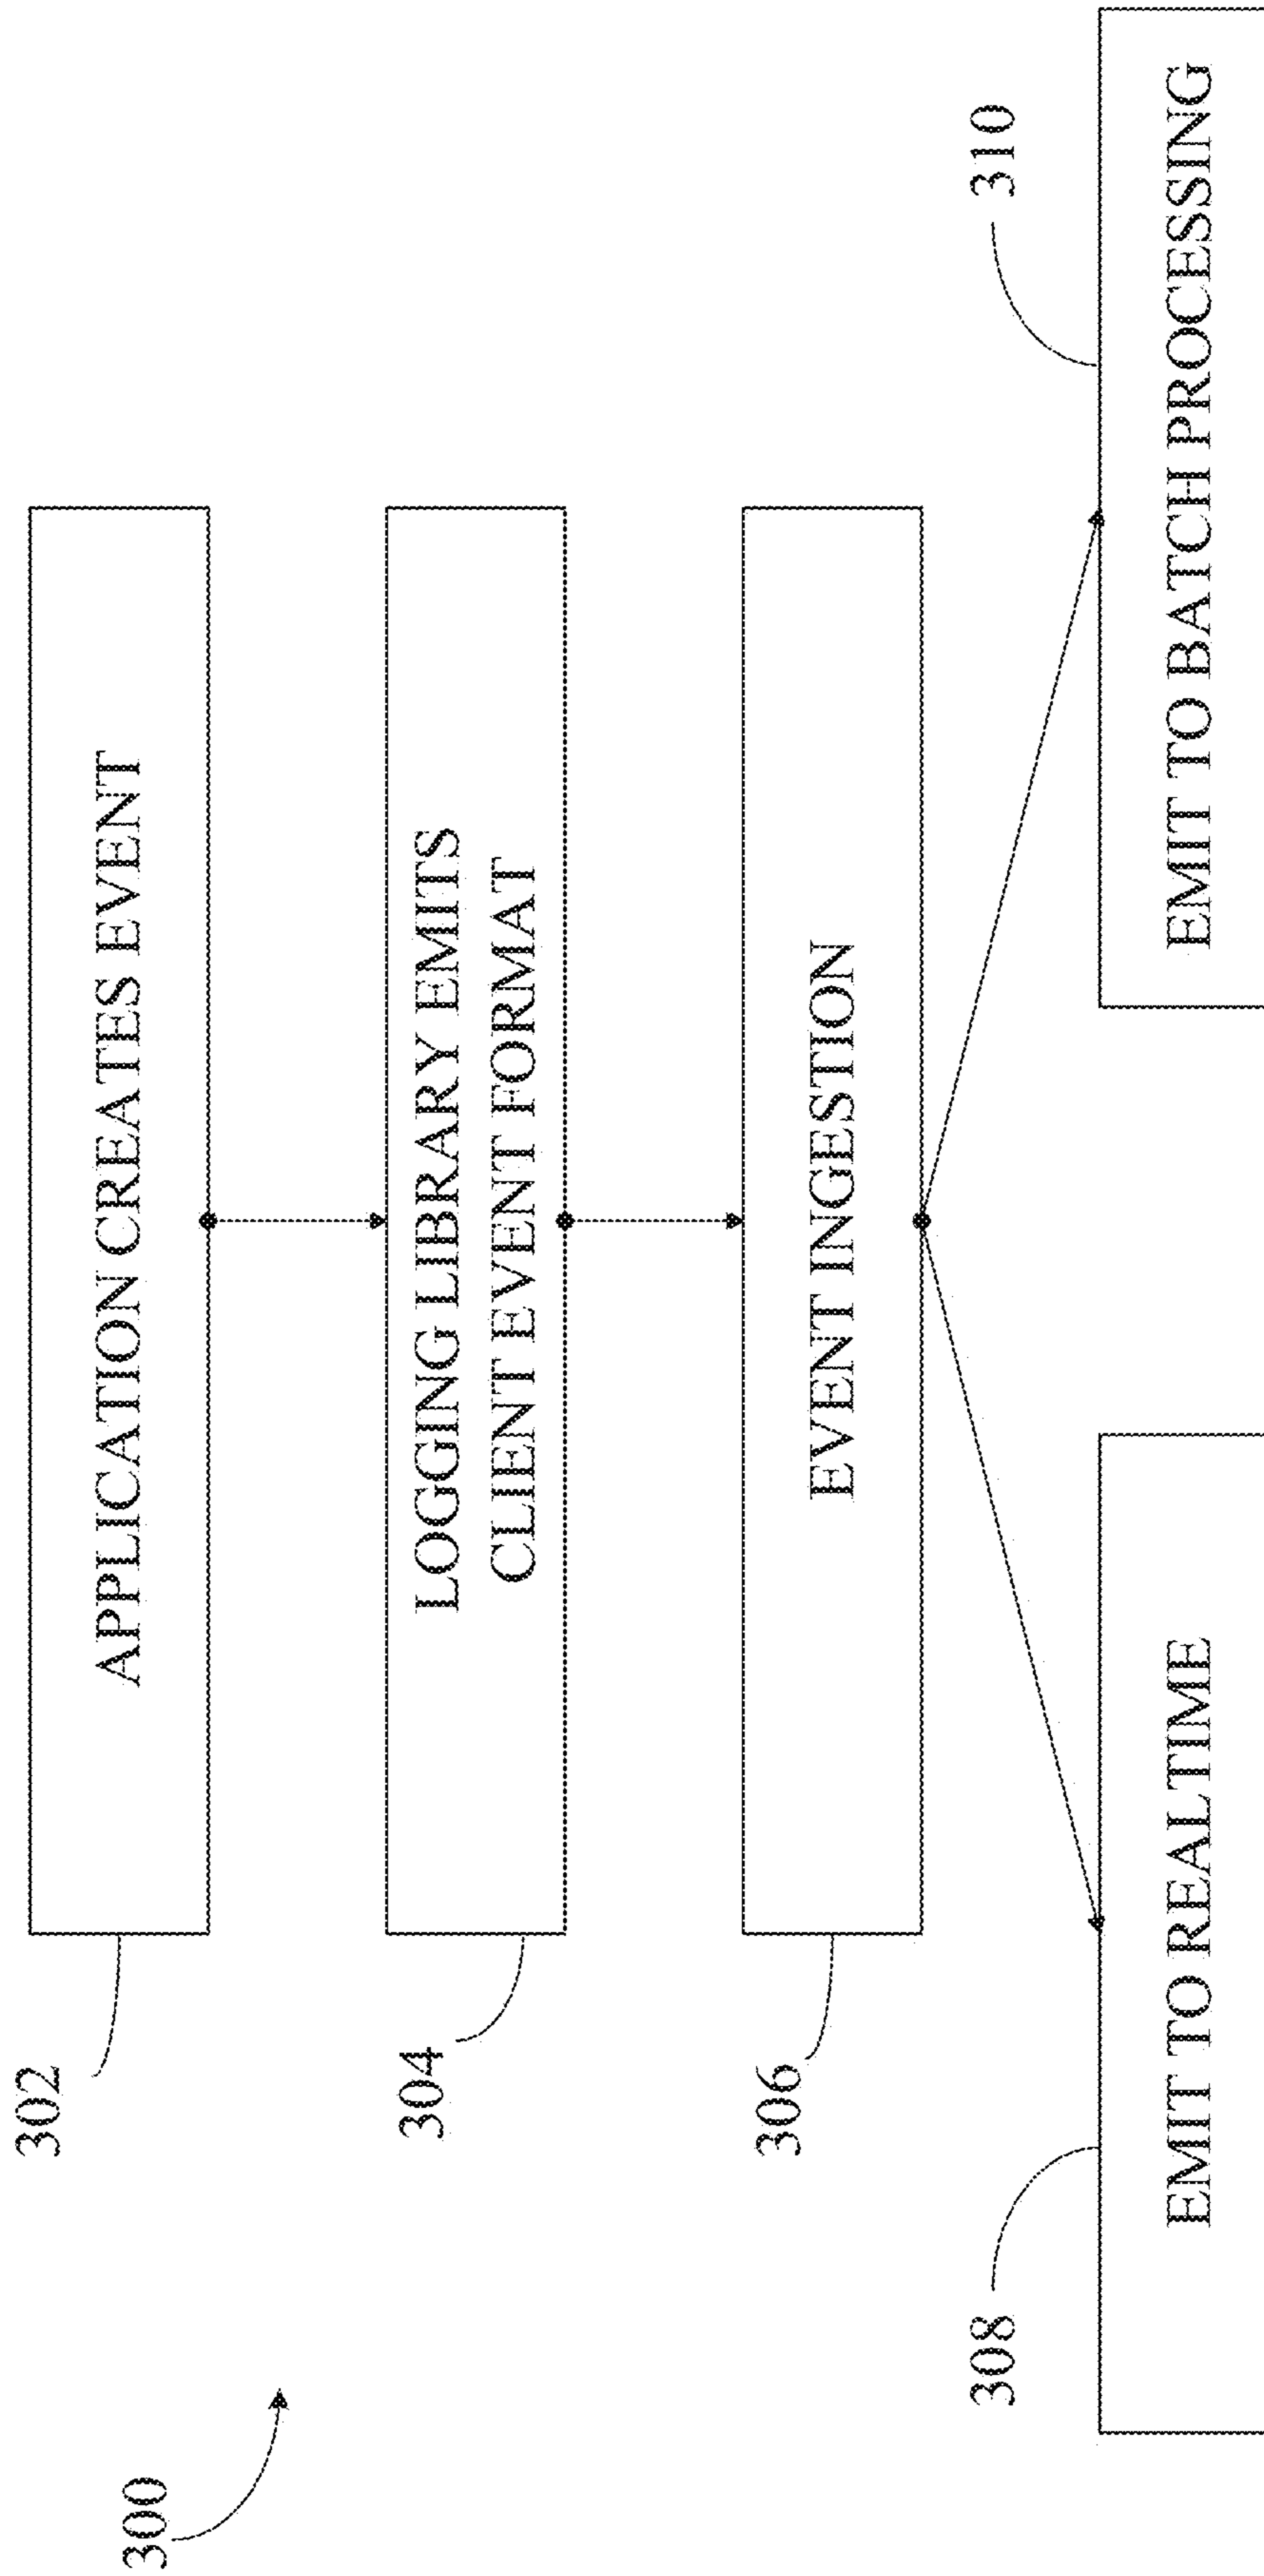 300
302
APPLICATION CREATES EVENT
304
LOGGING LIBRARY EMITS
CLIENT EVENT FORMAT
306
EVENT INGESTION
308
EMIT TO REALTIME
310
EMIT TO BATCH PROCESSING